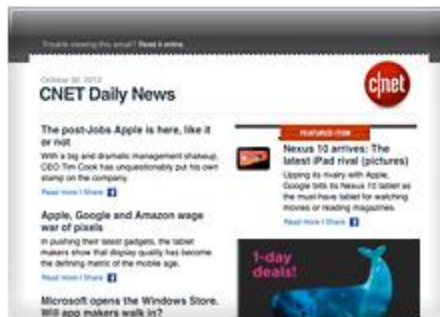 Trouble viewing this email? Read it online.
October 30, 2012
CNET Daily News
c|net
The post-Jobs Apple is here, like it
or not
With a big and dramatic management shakeup,
CEO Tim Cook has unquestionably put his own
stamp on the company.
Read more | Share
Apple, Google and Amazon wage
war of pixels
In pushing their latest gadgets, the tablet
makers show that display quality has become
the defining metric of the mobile age.
Read more | Share
Microsoft opens the Windows Store.
Will app makers walk in?
FEATURED ITEM
Nexus 10 arrives: The
latest iPad rival (pictures)
Upping its rivalry with Apple,
Google bills its Nexus 10 tablet as
the must-have tablet for watching
movies or reading magazines.
Read more | Share
1-day
deals!